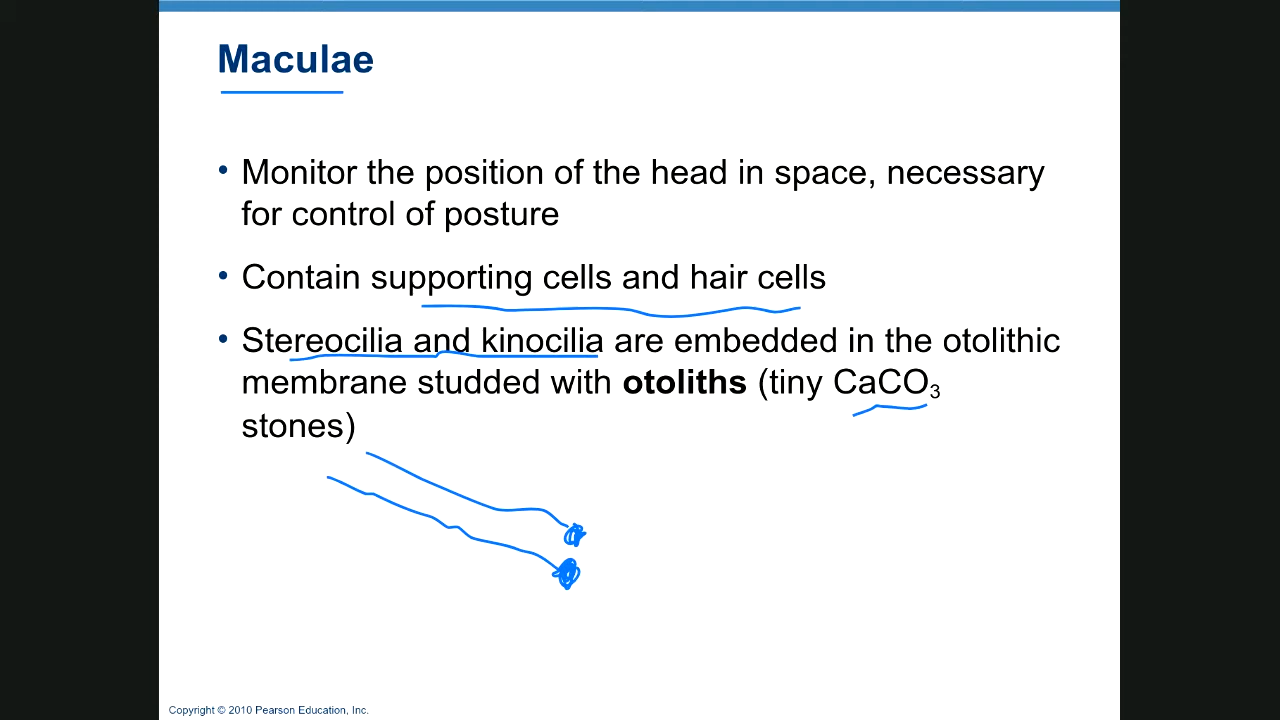 Maculae
• Monitor the position of the head in space, necessary
for control of posture
• Contain supporting cells and hair cells
• Stereocilia and kinocilia are embedded in the otolithic
membrane studded with otoliths (tiny CaCO₃
stones)
Copyright © 2010 Pearson Education, Inc.